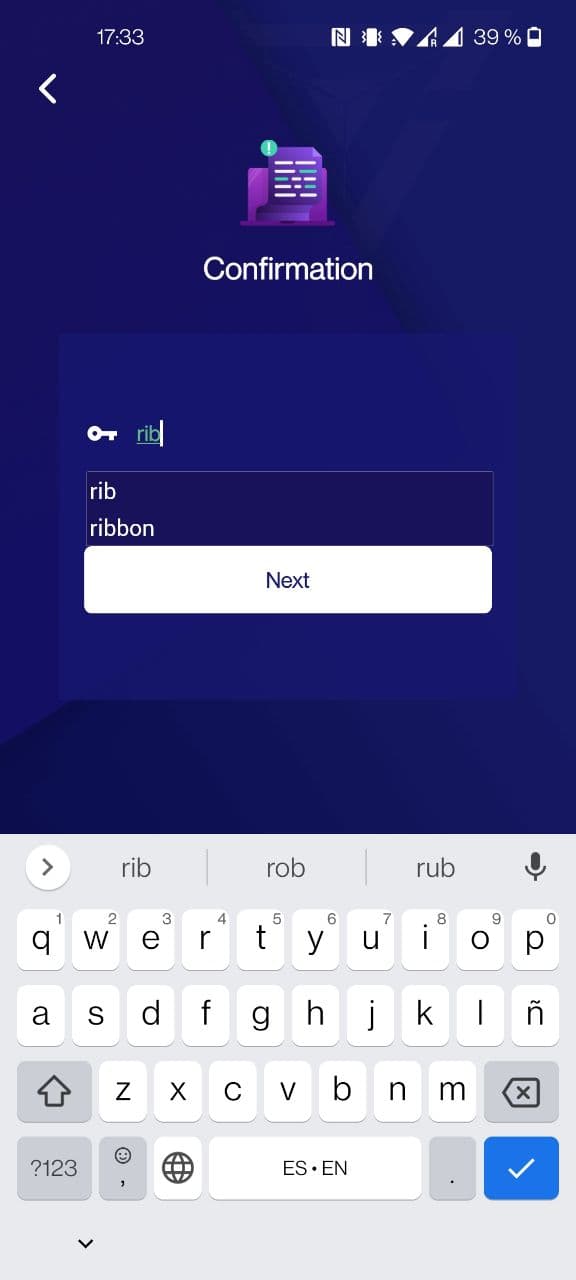 17:33 39 %
Confirmation
rib
rib
ribbon
Next
rib rob rub
1 2 3 4 5 6 7 8 9 0
q w e r t y u i o p
a s d f g h j k l ñ
z x c v b n m
?123 , ES • EN .